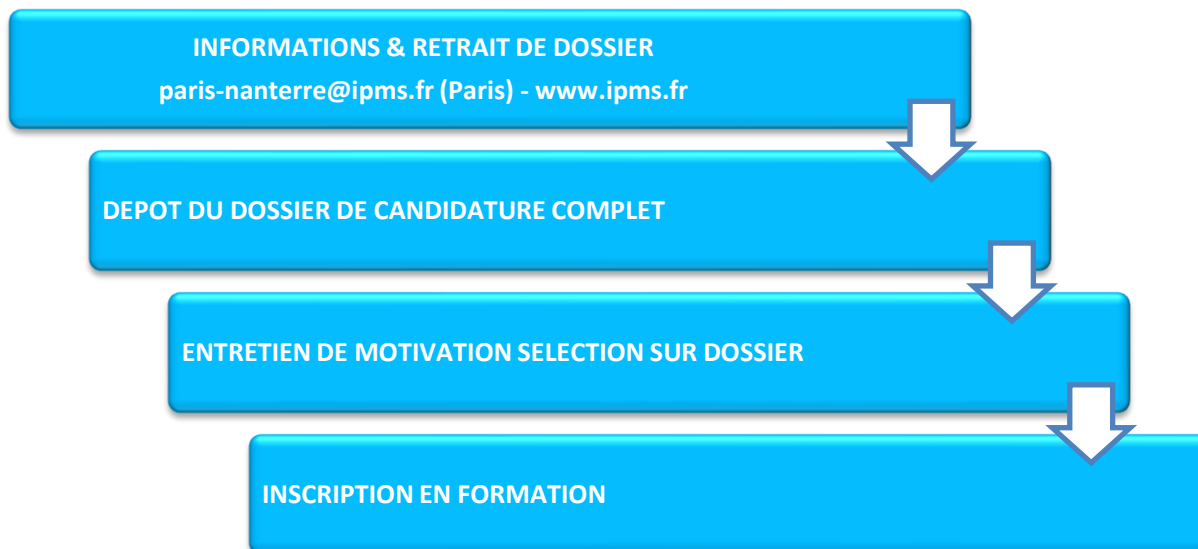 INFORMATIONS & RETRAIT DE DOSSIER
paris-nanterre@ipms.fr (Paris) - www.ipms.fr
DEPOT DU DOSSIER DE CANDIDATURE COMPLET
ENTRETIEN DE MOTIVATION SELECTION SUR DOSSIER
INSCRIPTION EN FORMATION